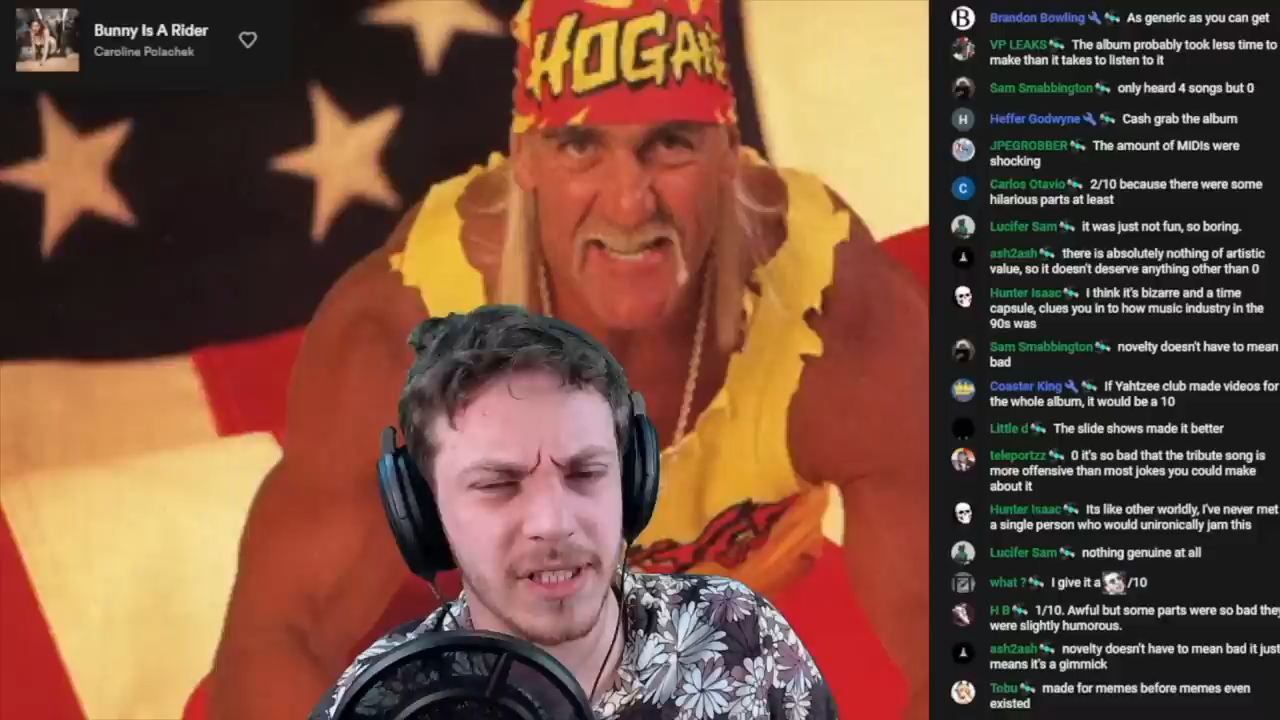 Bunny Is A Rider
Caroline Polachek
HOGAN
B
Brandon Bowling As generic as you can get
VP LEAKS The album probably took less time to
make than it takes to listen to it
Sam Smabbington only heard 4 songs but 0
H
Heffer Godwyne Cash grab the album
JPEGROBBER The amount of MIDIs were
shocking
C
Carlos Otavio 2/10 because there were some
hilarious parts at least
Lucifer Sam it was just not fun, so boring.
ash2ash there is absolutely nothing of artistic
value, so it doesn't deserve anything other than 0
Hunter Isaac I think it's bizarre and a time
capsule, clues you in to how music industry in the
90s was
Sam Smabbington novelty doesn't have to mean
bad
Coaster King If Yahtzee club made videos for
the whole album, it would be a 10
Little d The slide shows made it better
teleportzz 0 it's so bad that the tribute song is
more offensive than most jokes you could make
about it
Hunter Isaac Its like other worldly, I've never met
a single person who would unironically jam this
Lucifer Sam nothing genuine at all
what ? I give it a /10
H B 1/10. Awful but some parts were so bad they
were slightly humorous.
ash2ash novelty doesn't have to mean bad it just
means it's a gimmick
Tobu made for memes before memes even
existed